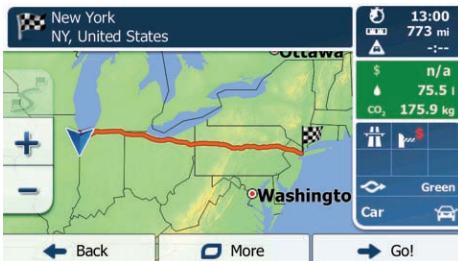 New York
NY, United States
13:00
773 mi
-:--
Ottawa
$ n/a
75.5 l
CO₂ 175.9 kg
+
$
−
Washingto
Green
Car
Back
More
Go!